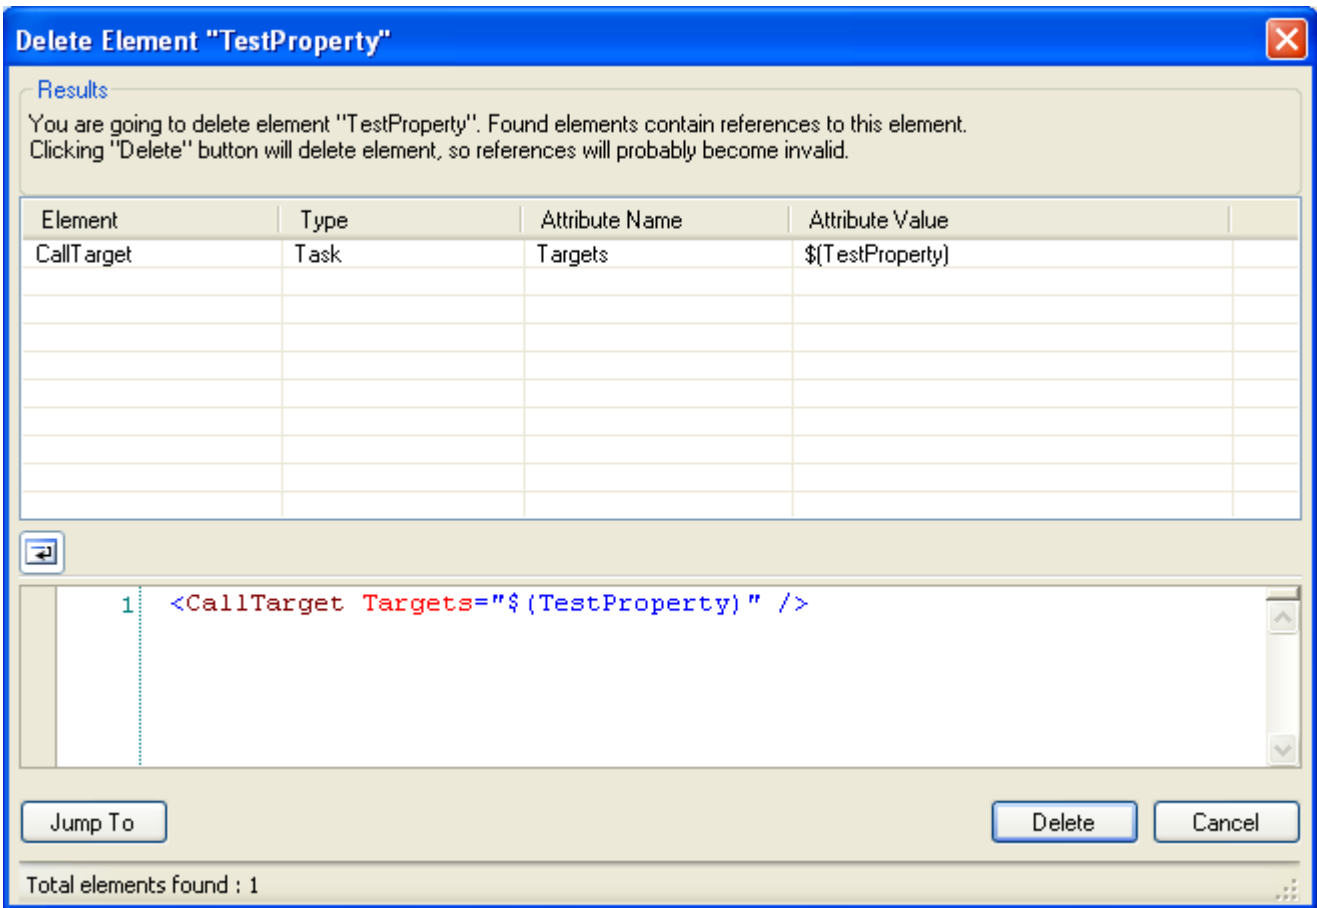 Delete Element "TestProperty"
Results
You are going to delete element "TestProperty". Found elements contain references to this element.
Clicking "Delete" button will delete element, so references will probably become invalid.
Element Type Attribute Name Attribute Value
CallTarget Task Targets $(TestProperty)
1 <CallTarget Targets="$(TestProperty)" />
Jump To Delete Cancel
Total elements found : 1